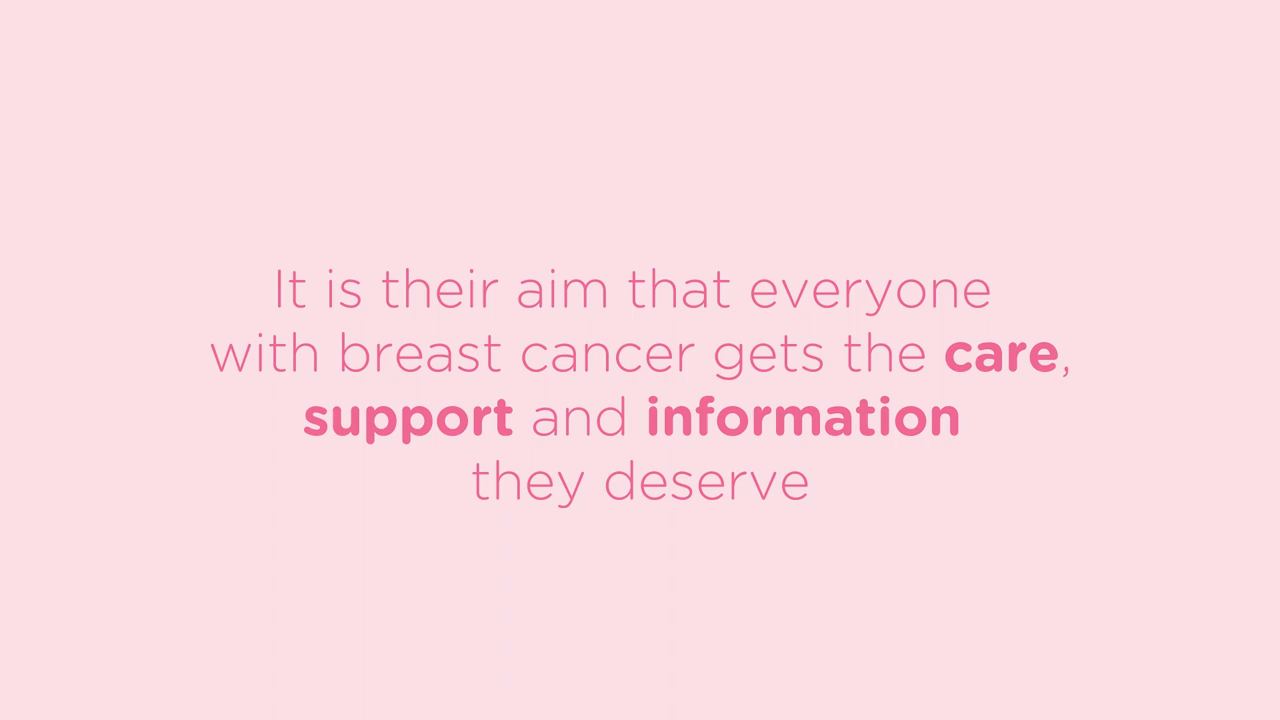 It is their aim that everyone
with breast cancer gets the care,
support and information
they deserve